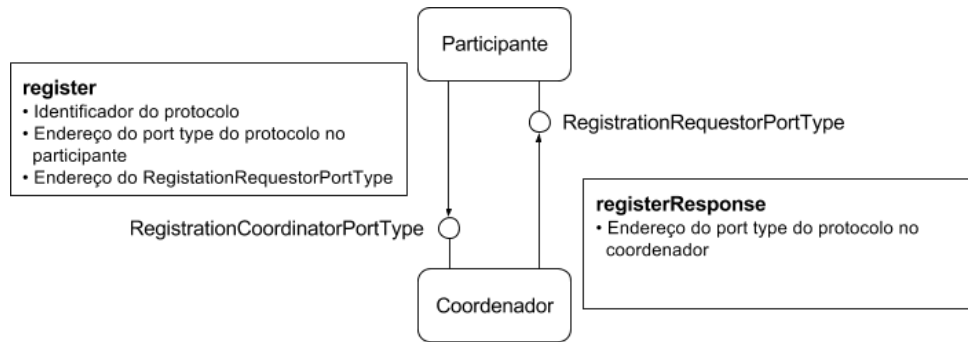 Participante
register
• Identificador do protocolo
• Endereço do port type do protocolo no
participante
• Endereço do RegistationRequestorPortType
RegistrationRequestorPortType
registerResponse
• Endereço do port type do protocolo no
coordenador
RegistrationCoordinatorPortType
Coordenador